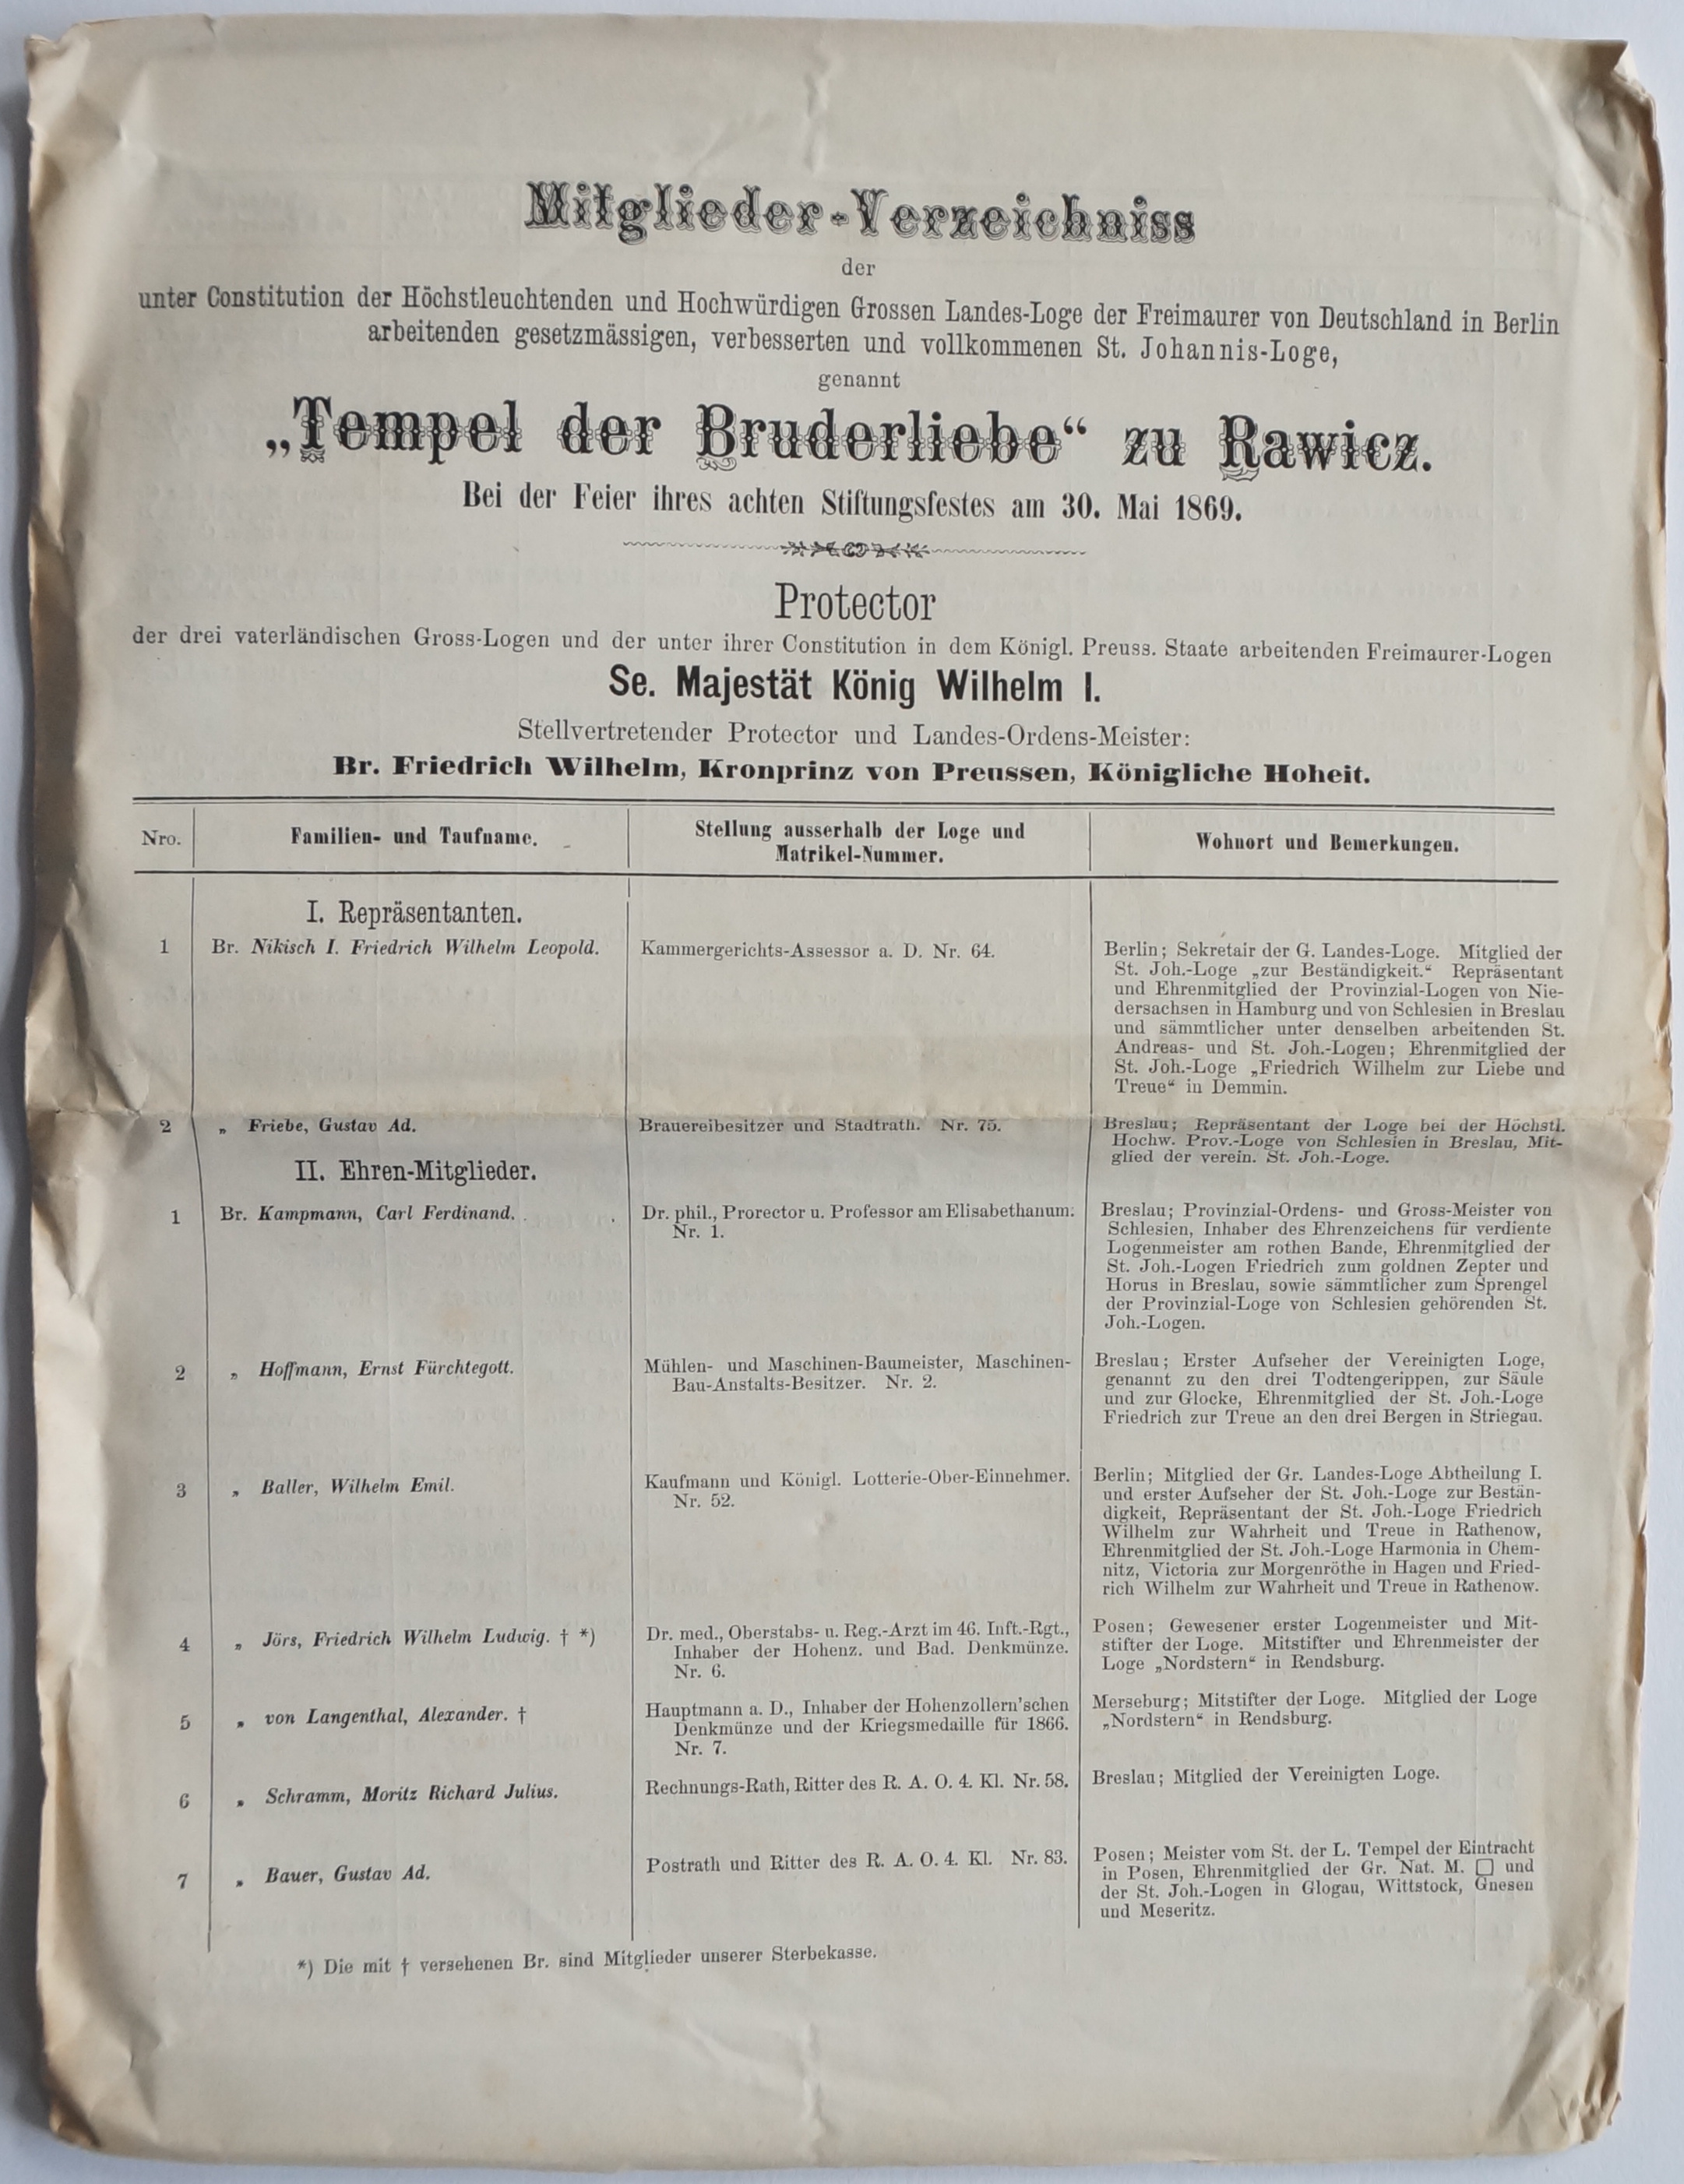 Mitglieder-Verzeichniss
der
unter Constitution der Höchstleuchtenden und Hochwürdigen Grossen Landes-Loge der Freimaurer von Deutschland in Berlin
arbeitenden gesetzmässigen, verbesserten und vollkommenen St. Johannis-Loge,
genannt
„Tempel der Bruderliebe“ zu Rawicz.
Bei der Feier ihres achten Stiftungsfestes am 30. Mai 1869.
Protector
der drei vaterländischen Gross-Logen und der unter ihrer Constitution in dem Königl. Preuss. Staate arbeitenden Freimaurer-Logen
Se. Majestät König Wilhelm I.
Stellvertretender Protector und Landes-Ordens-Meister:
Br. Friedrich Wilhelm, Kronprinz von Preussen, Königliche Hoheit.
Nro.
Familien- und Taufname.
Stellung ausserhalb der Loge und
Matrikel-Nummer.
Wohnort und Bemerkungen.
I. Repräsentanten.
1
Br. Nikisch I. Friedrich Wilhelm Leopold.
Kammergerichts-Assessor a. D. Nr. 64.
Berlin; Sekretair der G. Landes-Loge. Mitglied der
St. Joh.-Loge „zur Beständigkeit.“ Repräsentant
und Ehrenmitglied der Provinzial-Logen von Nie-
dersachsen in Hamburg und von Schlesien in Breslau
und sämmtlicher unter denselben arbeitenden St.
Andreas- und St. Joh.-Logen; Ehrenmitglied der
St. Joh.-Loge „Friedrich Wilhelm zur Liebe und
Treue“ in Demmin.
2
„ Friebe, Gustav Ad.
Brauereibesitzer und Stadtrath. Nr. 75.
Breslau; Repräsentant der Loge bei der Höchstl.
Hochw. Prov.-Loge von Schlesien in Breslau, Mit-
glied der verein. St. Joh.-Loge.
II. Ehren-Mitglieder.
1
Br. Kampmann, Carl Ferdinand.
Dr. phil., Prorector u. Professor am Elisabethanum.
Nr. 1.
Breslau; Provinzial-Ordens- und Gross-Meister von
Schlesien, Inhaber des Ehrenzeichens für verdiente
Logenmeister am rothen Bande, Ehrenmitglied der
St. Joh.-Logen Friedrich zum goldnen Zepter und
Horus in Breslau, sowie sämmtlicher zum Sprengel
der Provinzial-Loge von Schlesien gehörenden St.
Joh.-Logen.
2
„ Hoffmann, Ernst Fürchtegott.
Mühlen- und Maschinen-Baumeister, Maschinen-
Bau-Anstalts-Besitzer. Nr. 2.
Breslau; Erster Aufseher der Vereinigten Loge,
genannt zu den drei Todtengerippen, zur Säule
und zur Glocke, Ehrenmitglied der St. Joh.-Loge
Friedrich zur Treue an den drei Bergen in Striegau.
3
„ Baller, Wilhelm Emil.
Kaufmann und Königl. Lotterie-Ober-Einnehmer.
Nr. 52.
Berlin; Mitglied der Gr. Landes-Loge Abtheilung I.
und erster Aufseher der St. Joh.-Loge zur Bestän-
digkeit, Repräsentant der St. Joh.-Loge Friedrich
Wilhelm zur Wahrheit und Treue in Rathenow,
Ehrenmitglied der St. Joh.-Loge Harmonia in Chem-
nitz, Victoria zur Morgenröthe in Hagen und Fried-
rich Wilhelm zur Wahrheit und Treue in Rathenow.
4
„ Jörs, Friedrich Wilhelm Ludwig. † *)
Dr. med., Oberstabs- u. Reg.-Arzt im 46. Inft.-Rgt.,
Inhaber der Hohenz. und Bad. Denkmünze.
Nr. 6.
Posen; Gewesener erster Logenmeister und Mit-
stifter der Loge. Mitstifter und Ehrenmeister der
Loge „Nordstern“ in Rendsburg.
5
„ von Langenthal, Alexander. †
Hauptmann a. D., Inhaber der Hohenzollern'schen
Denkmünze und der Kriegsmedaille für 1866.
Nr. 7.
Merseburg; Mitstifter der Loge. Mitglied der Loge
„Nordstern“ in Rendsburg.
6
„ Schramm, Moritz Richard Julius.
Rechnungs-Rath, Ritter des R. A. O. 4. Kl. Nr. 58.
Breslau; Mitglied der Vereinigten Loge.
7
„ Bauer, Gustav Ad.
Postrath und Ritter des R. A. O. 4. Kl. Nr. 83.
Posen; Meister vom St. der L. Tempel der Eintracht
in Posen, Ehrenmitglied der Gr. Nat. M. □ und
der St. Joh.-Logen in Glogau, Wittstock, Gnesen
und Meseritz.
*) Die mit † versehenen Br. sind Mitglieder unserer Sterbekasse.